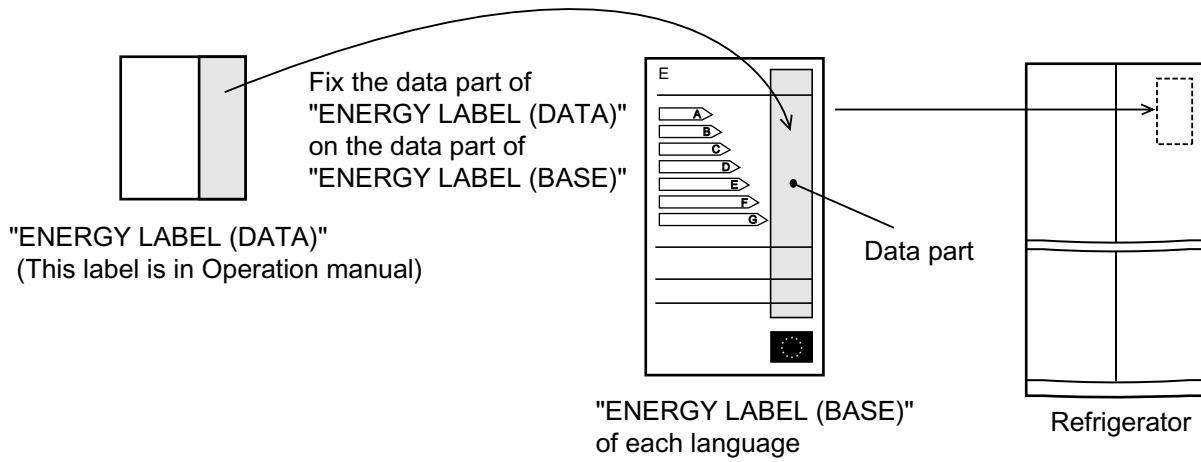 Fix the data part of
"ENERGY LABEL (DATA)"
on the data part of
"ENERGY LABEL (BASE)"
"ENERGY LABEL (DATA)"
(This label is in Operation manual)
E
A
B
C
D
E
F
G
Data part
"ENERGY LABEL (BASE)"
of each language
Refrigerator